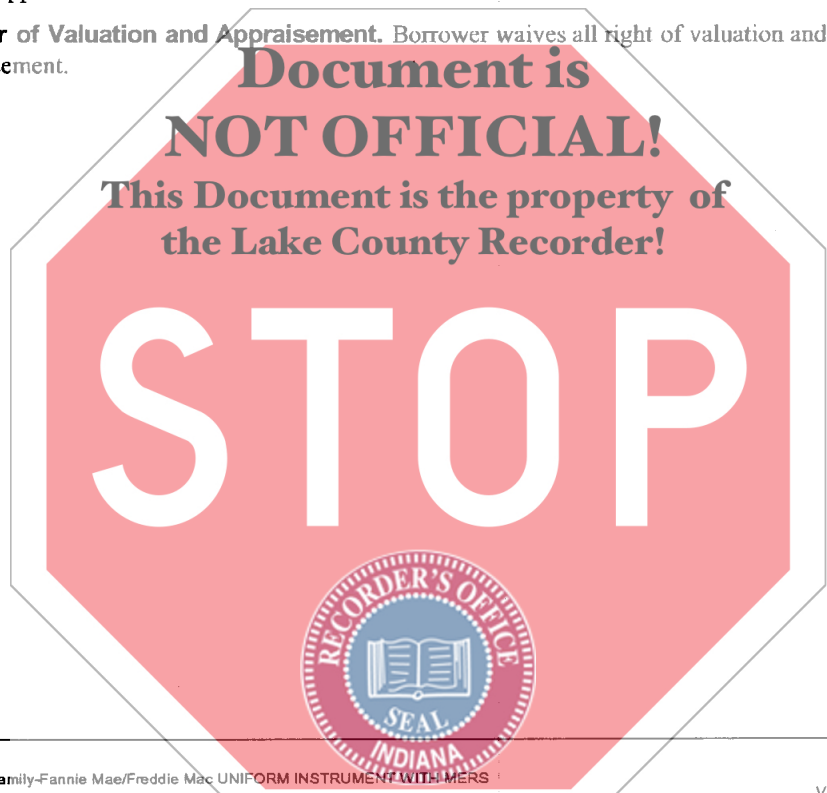 r of Valuation and Appraisement. Borrower waives all right of valuation and
ement.
Document is
NOT OFFICIAL!
This Document is the property of
the Lake County Recorder!
STOP
RECORDER'S OFFICE
SEAL
INDIANA
amily-Fannie Mae/Freddie Mac UNIFORM INSTRUMENT WITH MERS